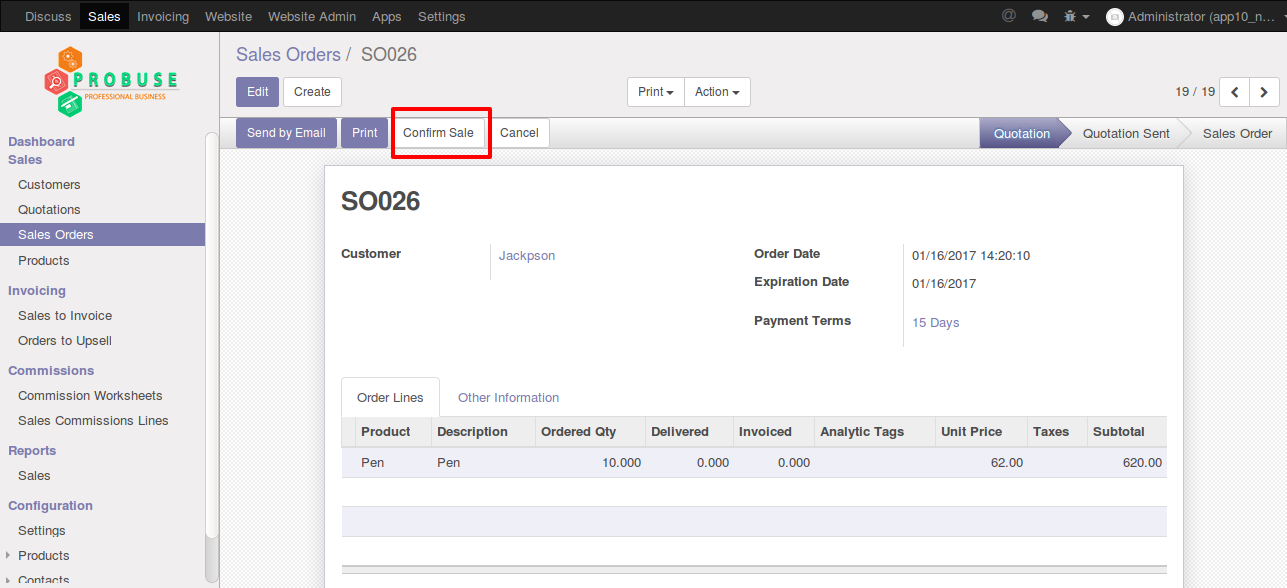 Discuss Sales Invoicing Website Website Admin Apps Settings @ Administrator (app10_n...
PROBUSE
PROFESSIONAL BUSINESS
Sales Orders / SO026
Edit Create Print Action 19 / 19
Send by Email Print Confirm Sale Cancel Quotation Quotation Sent Sales Order
Dashboard
Sales
Customers
Quotations
Sales Orders
Products
Invoicing
Sales to Invoice
Orders to Upsell
Commissions
Commission Worksheets
Sales Commissions Lines
Reports
Sales
Configuration
Settings
Products
Contacts
SO026
Customer Jackpson
Order Date 01/16/2017 14:20:10
Expiration Date 01/16/2017
Payment Terms 15 Days
Order Lines Other Information
Product Description Ordered Qty Delivered Invoiced Analytic Tags Unit Price Taxes Subtotal
Pen Pen 10.000 0.000 0.000 62.00 620.00